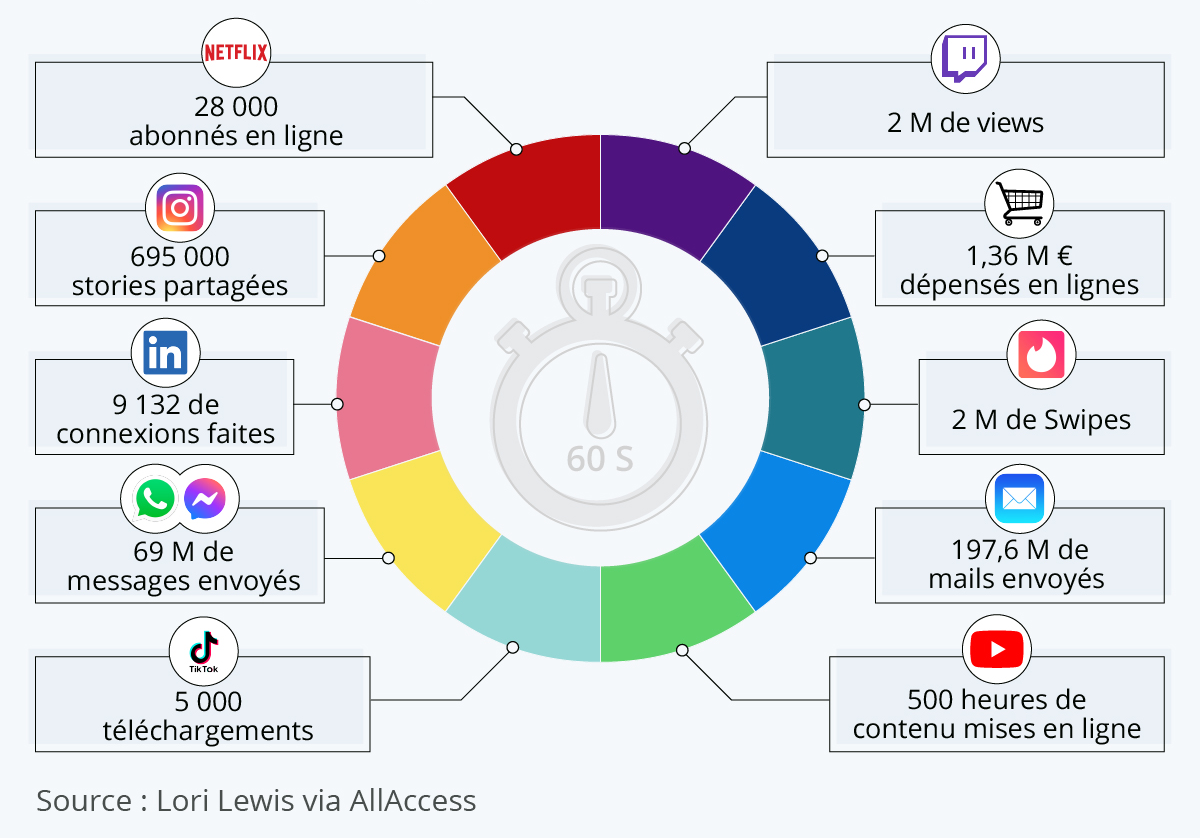 NETFLIX
28 000
abonnés en ligne
2 M de views
695 000
stories partagées
1,36 M €
dépensés en lignes
in
9 132 de
connexions faites
2 M de Swipes
69 M de
messages envoyés
197,6 M de
mails envoyés
TikTok
5 000
téléchargements
500 heures de
contenu mises en ligne
60 S
Source : Lori Lewis via AllAccess